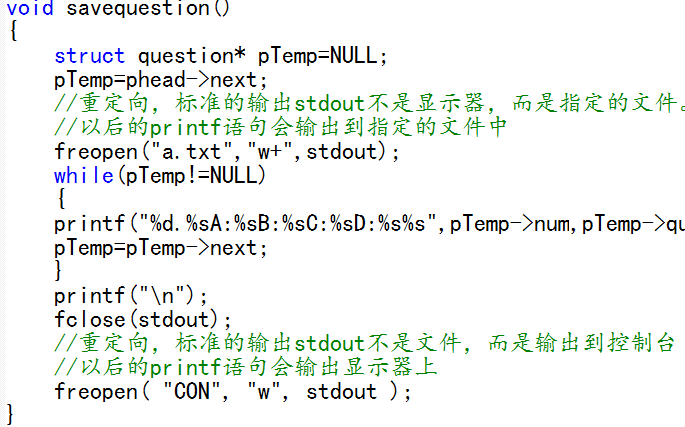 void savequestion()
{
struct question* pTemp=NULL;
pTemp=phead->next;
//重定向，标准的输出stdout不是显示器，而是指定的文件。
//以后的printf语句会输出到指定的文件中
freopen("a.txt","w+",stdout);
while(pTemp!=NULL)
{
printf("%d.%sA:%sB:%sC:%sD:%s%s",pTemp->num,pTemp->qu
pTemp=pTemp->next;
}
printf("\n");
fclose(stdout);
//重定向，标准的输出stdout不是文件，而是输出到控制台
//以后的printf语句会输出显示器上
freopen( "CON", "w", stdout );
}